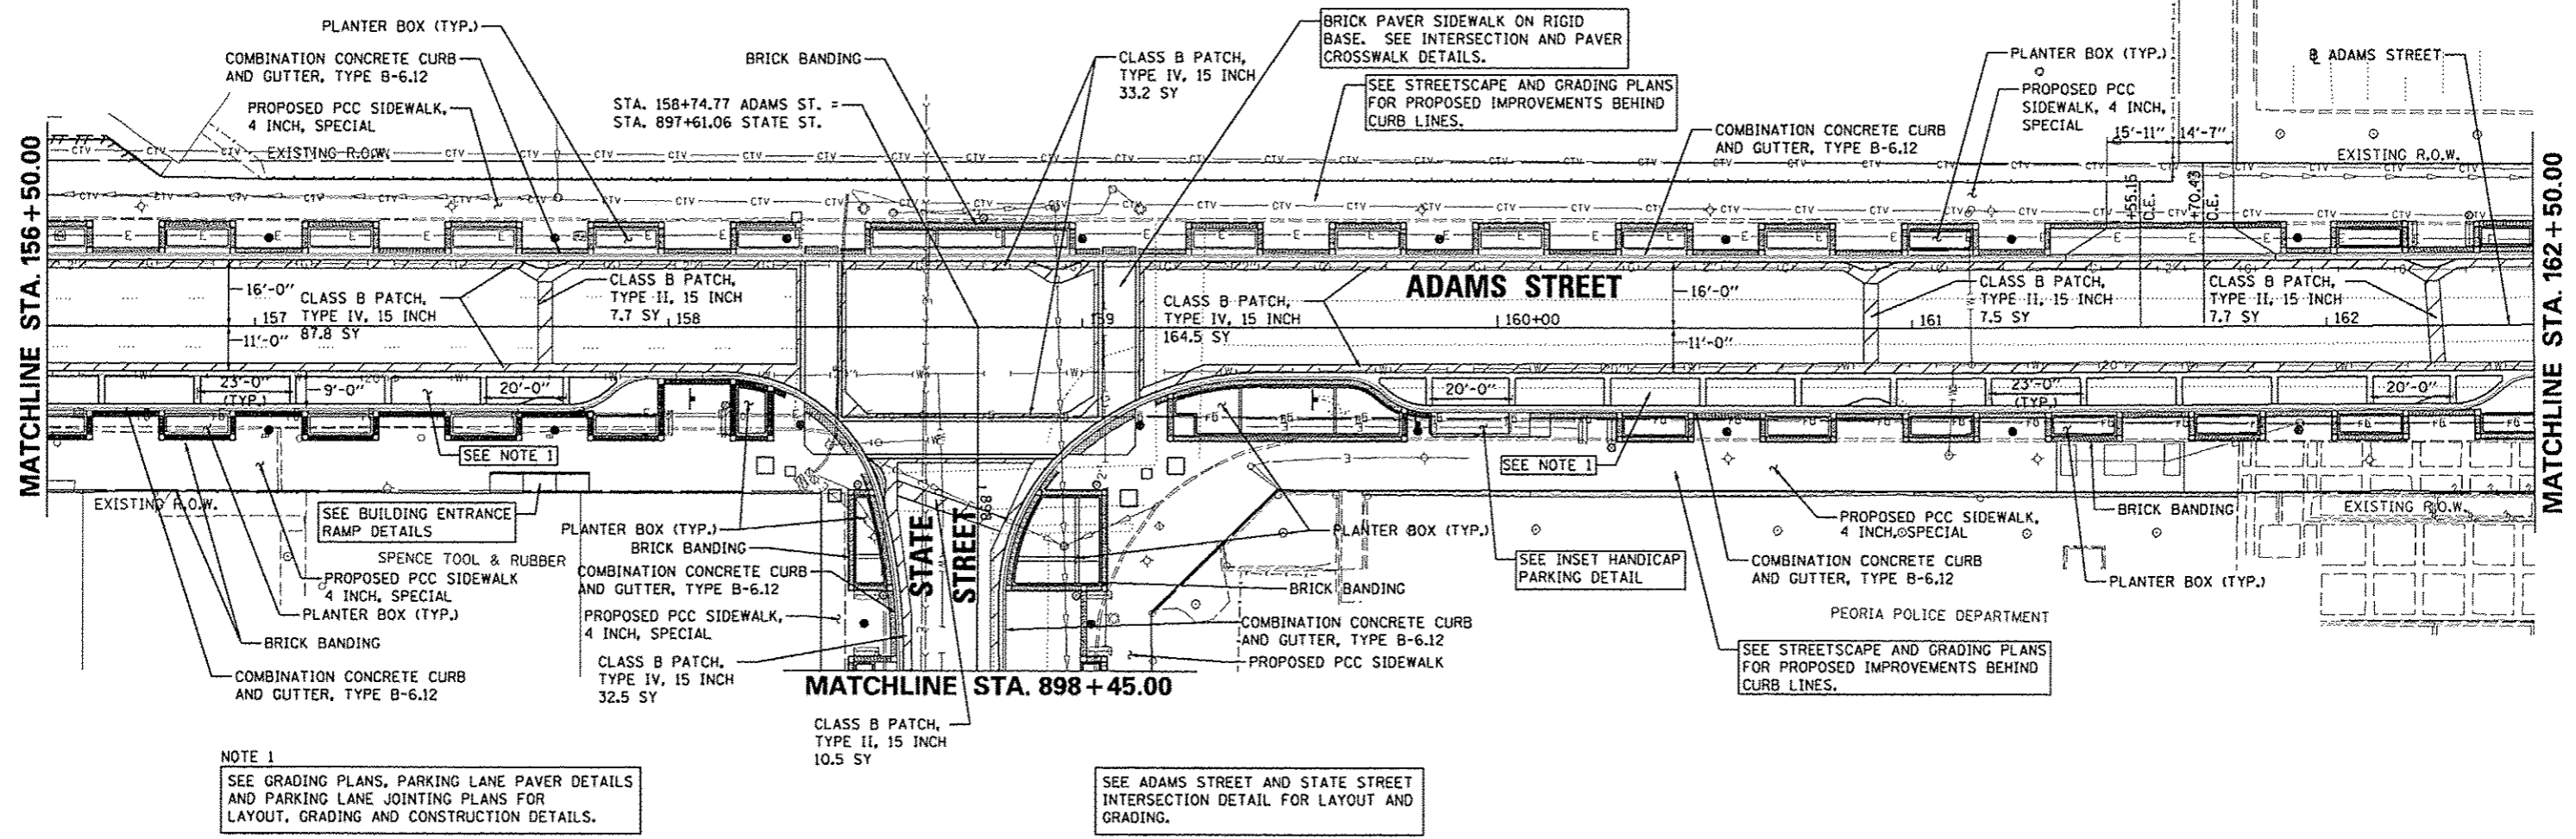 PLANTER BOX (TYP.)
COMBINATION CONCRETE CURB
AND GUTTER, TYPE B-6.12
PROPOSED PCC SIDEWALK,
4 INCH, SPECIAL
BRICK BANDING
STA. 158+74.77 ADAMS ST. =
STA. 897+61.06 STATE ST.
CLASS B PATCH,
TYPE IV, 15 INCH
33.2 SY
BRICK PAVER SIDEWALK ON RIGID
BASE. SEE INTERSECTION AND PAVER
CROSSWALK DETAILS.
SEE STREETSCAPE AND GRADING PLANS
FOR PROPOSED IMPROVEMENTS BEHIND
CURB LINES.
COMBINATION CONCRETE CURB
AND GUTTER, TYPE B-6.12
PLANTER BOX (TYP.)
PROPOSED PCC
SIDEWALK,
4 INCH,
SPECIAL
ADAMS STREET
15'-11" 14'-7"
EXISTING R.O.W.
EXISTING R.O.W.
+55.15
C.E.
+70.43
C.E.
MATCHLINE STA. 156+50.00
MATCHLINE STA. 162+50.00
16'-0"
11'-0"
157
CLASS B PATCH,
TYPE IV, 15 INCH
87.8 SY
CLASS B PATCH,
TYPE II, 15 INCH
7.7 SY
158
159
CLASS B PATCH,
TYPE IV, 15 INCH
164.5 SY
ADAMS STREET
160+00
16'-0"
11'-0"
CLASS B PATCH,
TYPE II, 15 INCH
7.5 SY
161
CLASS B PATCH,
TYPE II, 15 INCH
7.7 SY
162
23'-0"
(TYP.)
9'-0"
20'-0"
20'-0"
23'-0"
(TYP.)
20'-0"
SEE NOTE 1
SEE NOTE 1
EXISTING R.O.W.
SEE BUILDING ENTRANCE
RAMP DETAILS
SPENCE TOOL & RUBBER
PROPOSED PCC SIDEWALK
4 INCH, SPECIAL
PLANTER BOX (TYP.)
BRICK BANDING
COMBINATION CONCRETE CURB
AND GUTTER, TYPE B-6.12
PLANTER BOX (TYP.)
BRICK BANDING
COMBINATION CONCRETE CURB
AND GUTTER, TYPE B-6.12
PROPOSED PCC SIDEWALK,
4 INCH, SPECIAL
CLASS B PATCH,
TYPE IV, 15 INCH
32.5 SY
STATE
STREET
898
MATCHLINE STA. 898+45.00
CLASS B PATCH,
TYPE II, 15 INCH
10.5 SY
PLANTER BOX (TYP.)
BRICK BANDING
COMBINATION CONCRETE CURB
AND GUTTER, TYPE B-6.12
PROPOSED PCC SIDEWALK
SEE INSET HANDICAP
PARKING DETAIL
PROPOSED PCC SIDEWALK,
4 INCH, SPECIAL
COMBINATION CONCRETE CURB
AND GUTTER, TYPE B-6.12
BRICK BANDING
EXISTING R.O.W.
PLANTER BOX (TYP.)
PEORIA POLICE DEPARTMENT
SEE STREETSCAPE AND GRADING PLANS
FOR PROPOSED IMPROVEMENTS BEHIND
CURB LINES.
NOTE 1
SEE GRADING PLANS, PARKING LANE PAVER DETAILS
AND PARKING LANE JOINTING PLANS FOR
LAYOUT, GRADING AND CONSTRUCTION DETAILS.
SEE ADAMS STREET AND STATE STREET
INTERSECTION DETAIL FOR LAYOUT AND
GRADING.